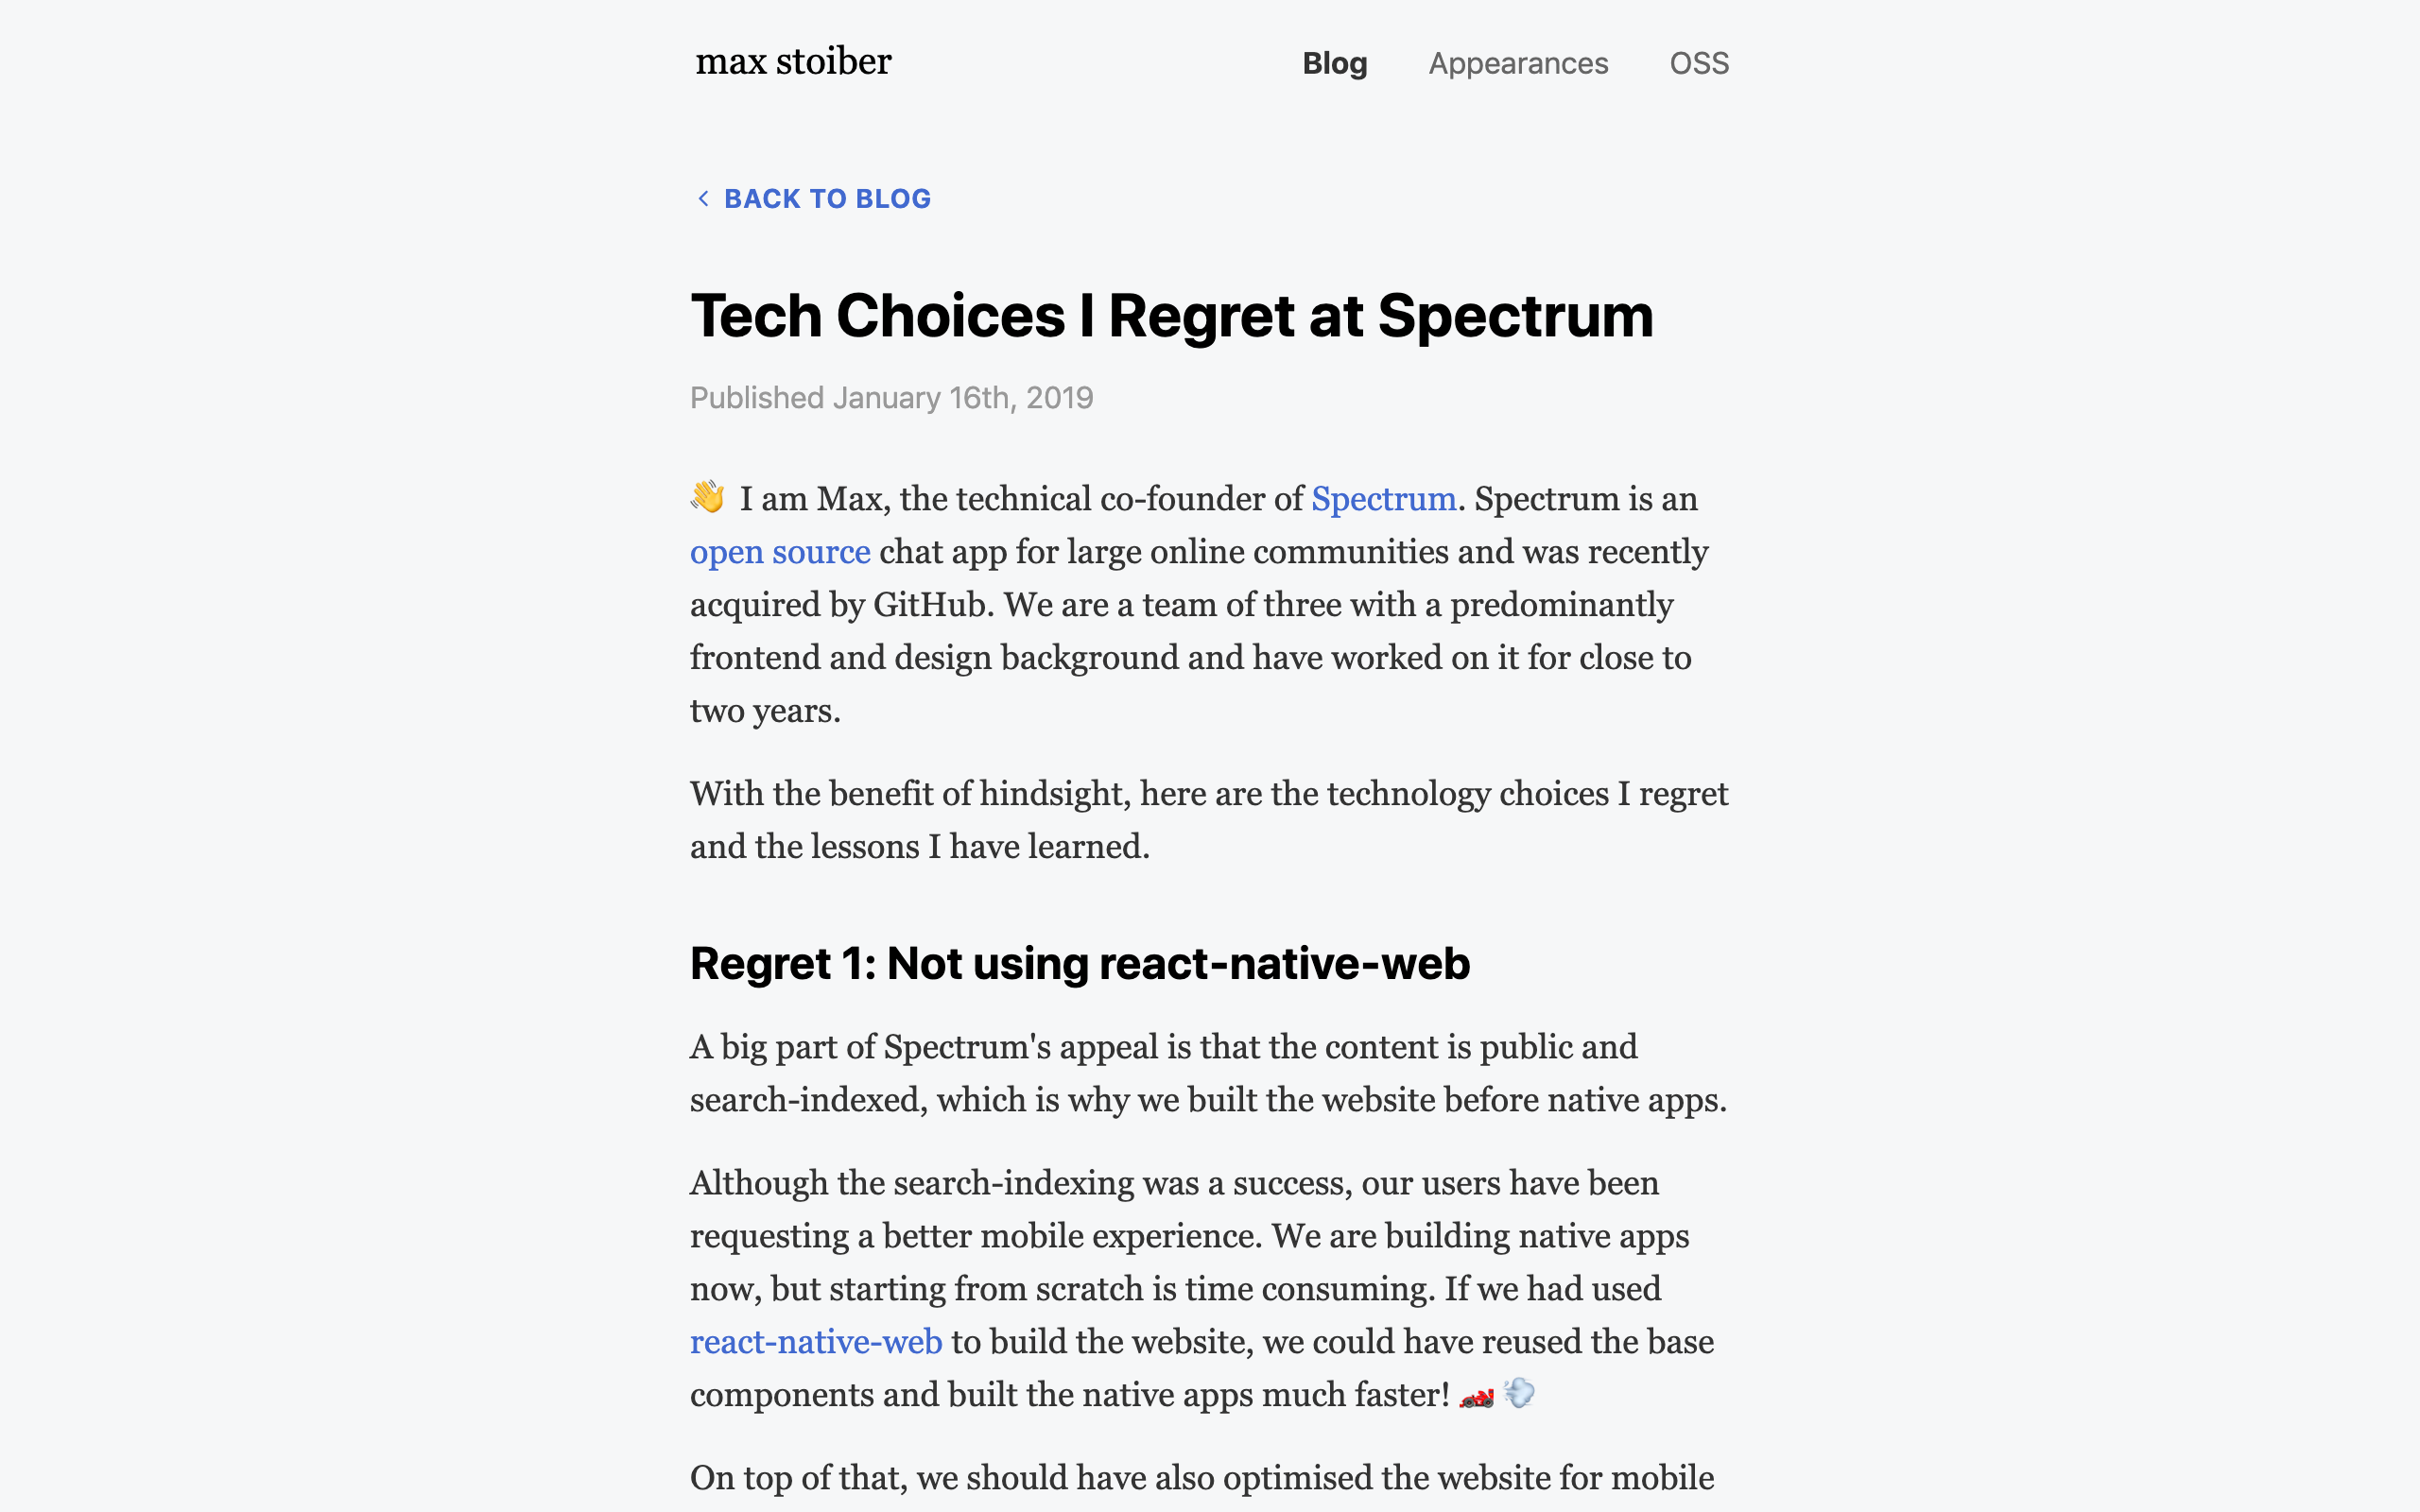 max stoiber
Blog Appearances OSS
BACK TO BLOG
Tech Choices I Regret at Spectrum
Published January 16th, 2019
👋 I am Max, the technical co-founder of Spectrum. Spectrum is an
open source chat app for large online communities and was recently
acquired by GitHub. We are a team of three with a predominantly
frontend and design background and have worked on it for close to
two years.
With the benefit of hindsight, here are the technology choices I regret
and the lessons I have learned.
Regret 1: Not using react-native-web
A big part of Spectrum's appeal is that the content is public and
search-indexed, which is why we built the website before native apps.
Although the search-indexing was a success, our users have been
requesting a better mobile experience. We are building native apps
now, but starting from scratch is time consuming. If we had used
react-native-web to build the website, we could have reused the base
components and built the native apps much faster! 🏎💨
On top of that, we should have also optimised the website for mobile